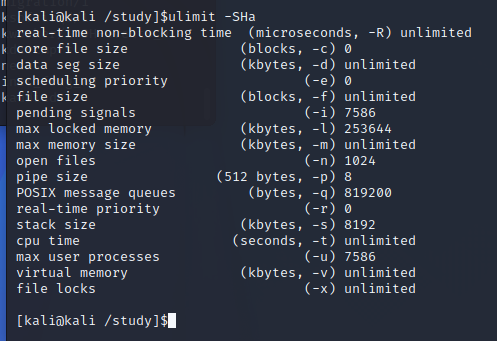 [kali@kali /study]$ulimit -SHa
real-time non-blocking time  (microseconds, -R) unlimited
core file size              (blocks, -c) 0
data seg size               (kbytes, -d) unlimited
scheduling priority                 (-e) 0
file size                   (blocks, -f) unlimited
pending signals                     (-i) 7586
max locked memory           (kbytes, -l) 253644
max memory size             (kbytes, -m) unlimited
open files                          (-n) 1024
pipe size                (512 bytes, -p) 8
POSIX message queues         (bytes, -q) 819200
real-time priority                  (-r) 0
stack size                  (kbytes, -s) 8192
cpu time                   (seconds, -t) unlimited
max user processes                  (-u) 7586
virtual memory              (kbytes, -v) unlimited
file locks                          (-x) unlimited
[kali@kali /study]$